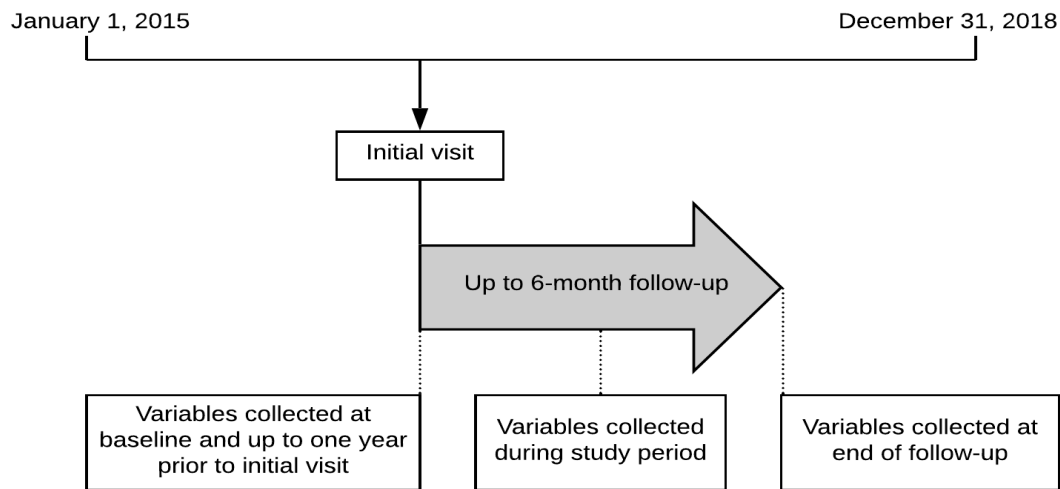 January 1, 2015
December 31, 2018
Initial visit
Up to 6-month follow-up
Variables collected at
baseline and up to one year
prior to initial visit
Variables collected
during study period
Variables collected at
end of follow-up